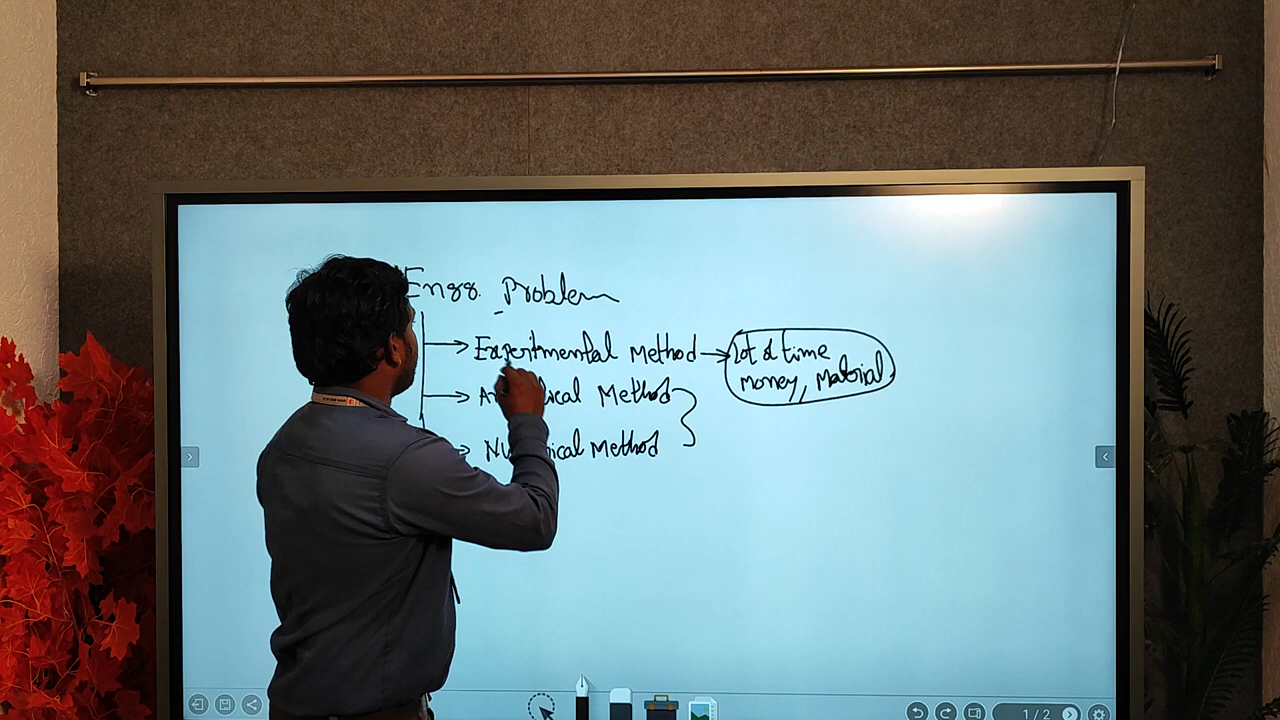 Engg. Problem
Experimental Method → Lot of time
money, Material
Method
Method
1/2